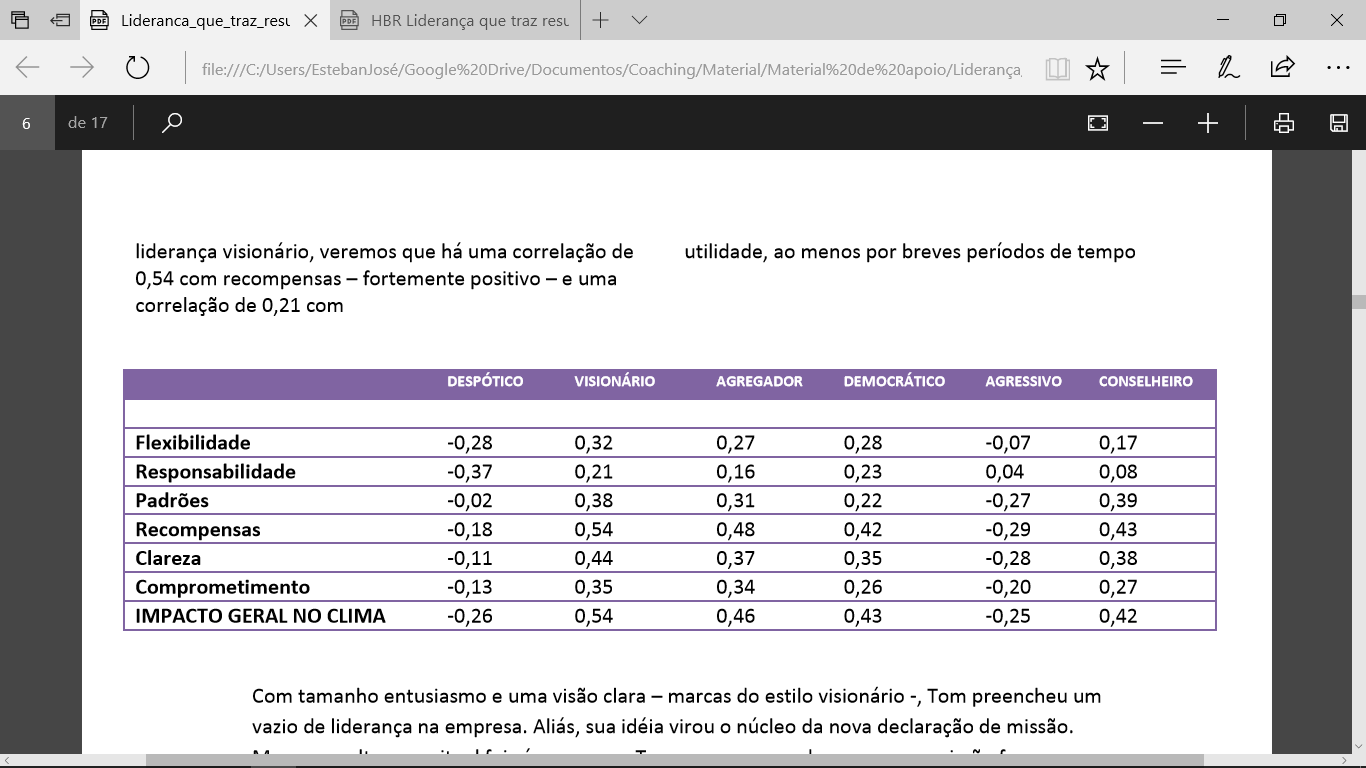 Lideranca_que_traz_resu
HBR Liderança que traz resu
file:///C:/Users/EstebanJosé/Google%20Drive/Documentos/Coaching/Material/Material%20de%20apoio/Liderança_
6 de 17
liderança visionário, veremos que há uma correlação de
0,54 com recompensas – fortemente positivo – e uma
correlação de 0,21 com
utilidade, ao menos por breves períodos de tempo
DESPÓTICO VISIONÁRIO AGREGADOR DEMOCRÁTICO AGRESSIVO CONSELHEIRO
Flexibilidade -0,28 0,32 0,27 0,28 -0,07 0,17
Responsabilidade -0,37 0,21 0,16 0,23 0,04 0,08
Padrões -0,02 0,38 0,31 0,22 -0,27 0,39
Recompensas -0,18 0,54 0,48 0,42 -0,29 0,43
Clareza -0,11 0,44 0,37 0,35 -0,28 0,38
Comprometimento -0,13 0,35 0,34 0,26 -0,20 0,27
IMPACTO GERAL NO CLIMA -0,26 0,54 0,46 0,43 -0,25 0,42
Com tamanho entusiasmo e uma visão clara – marcas do estilo visionário -, Tom preencheu um
vazio de liderança na empresa. Aliás, sua idéia virou o núcleo da nova declaração de missão.